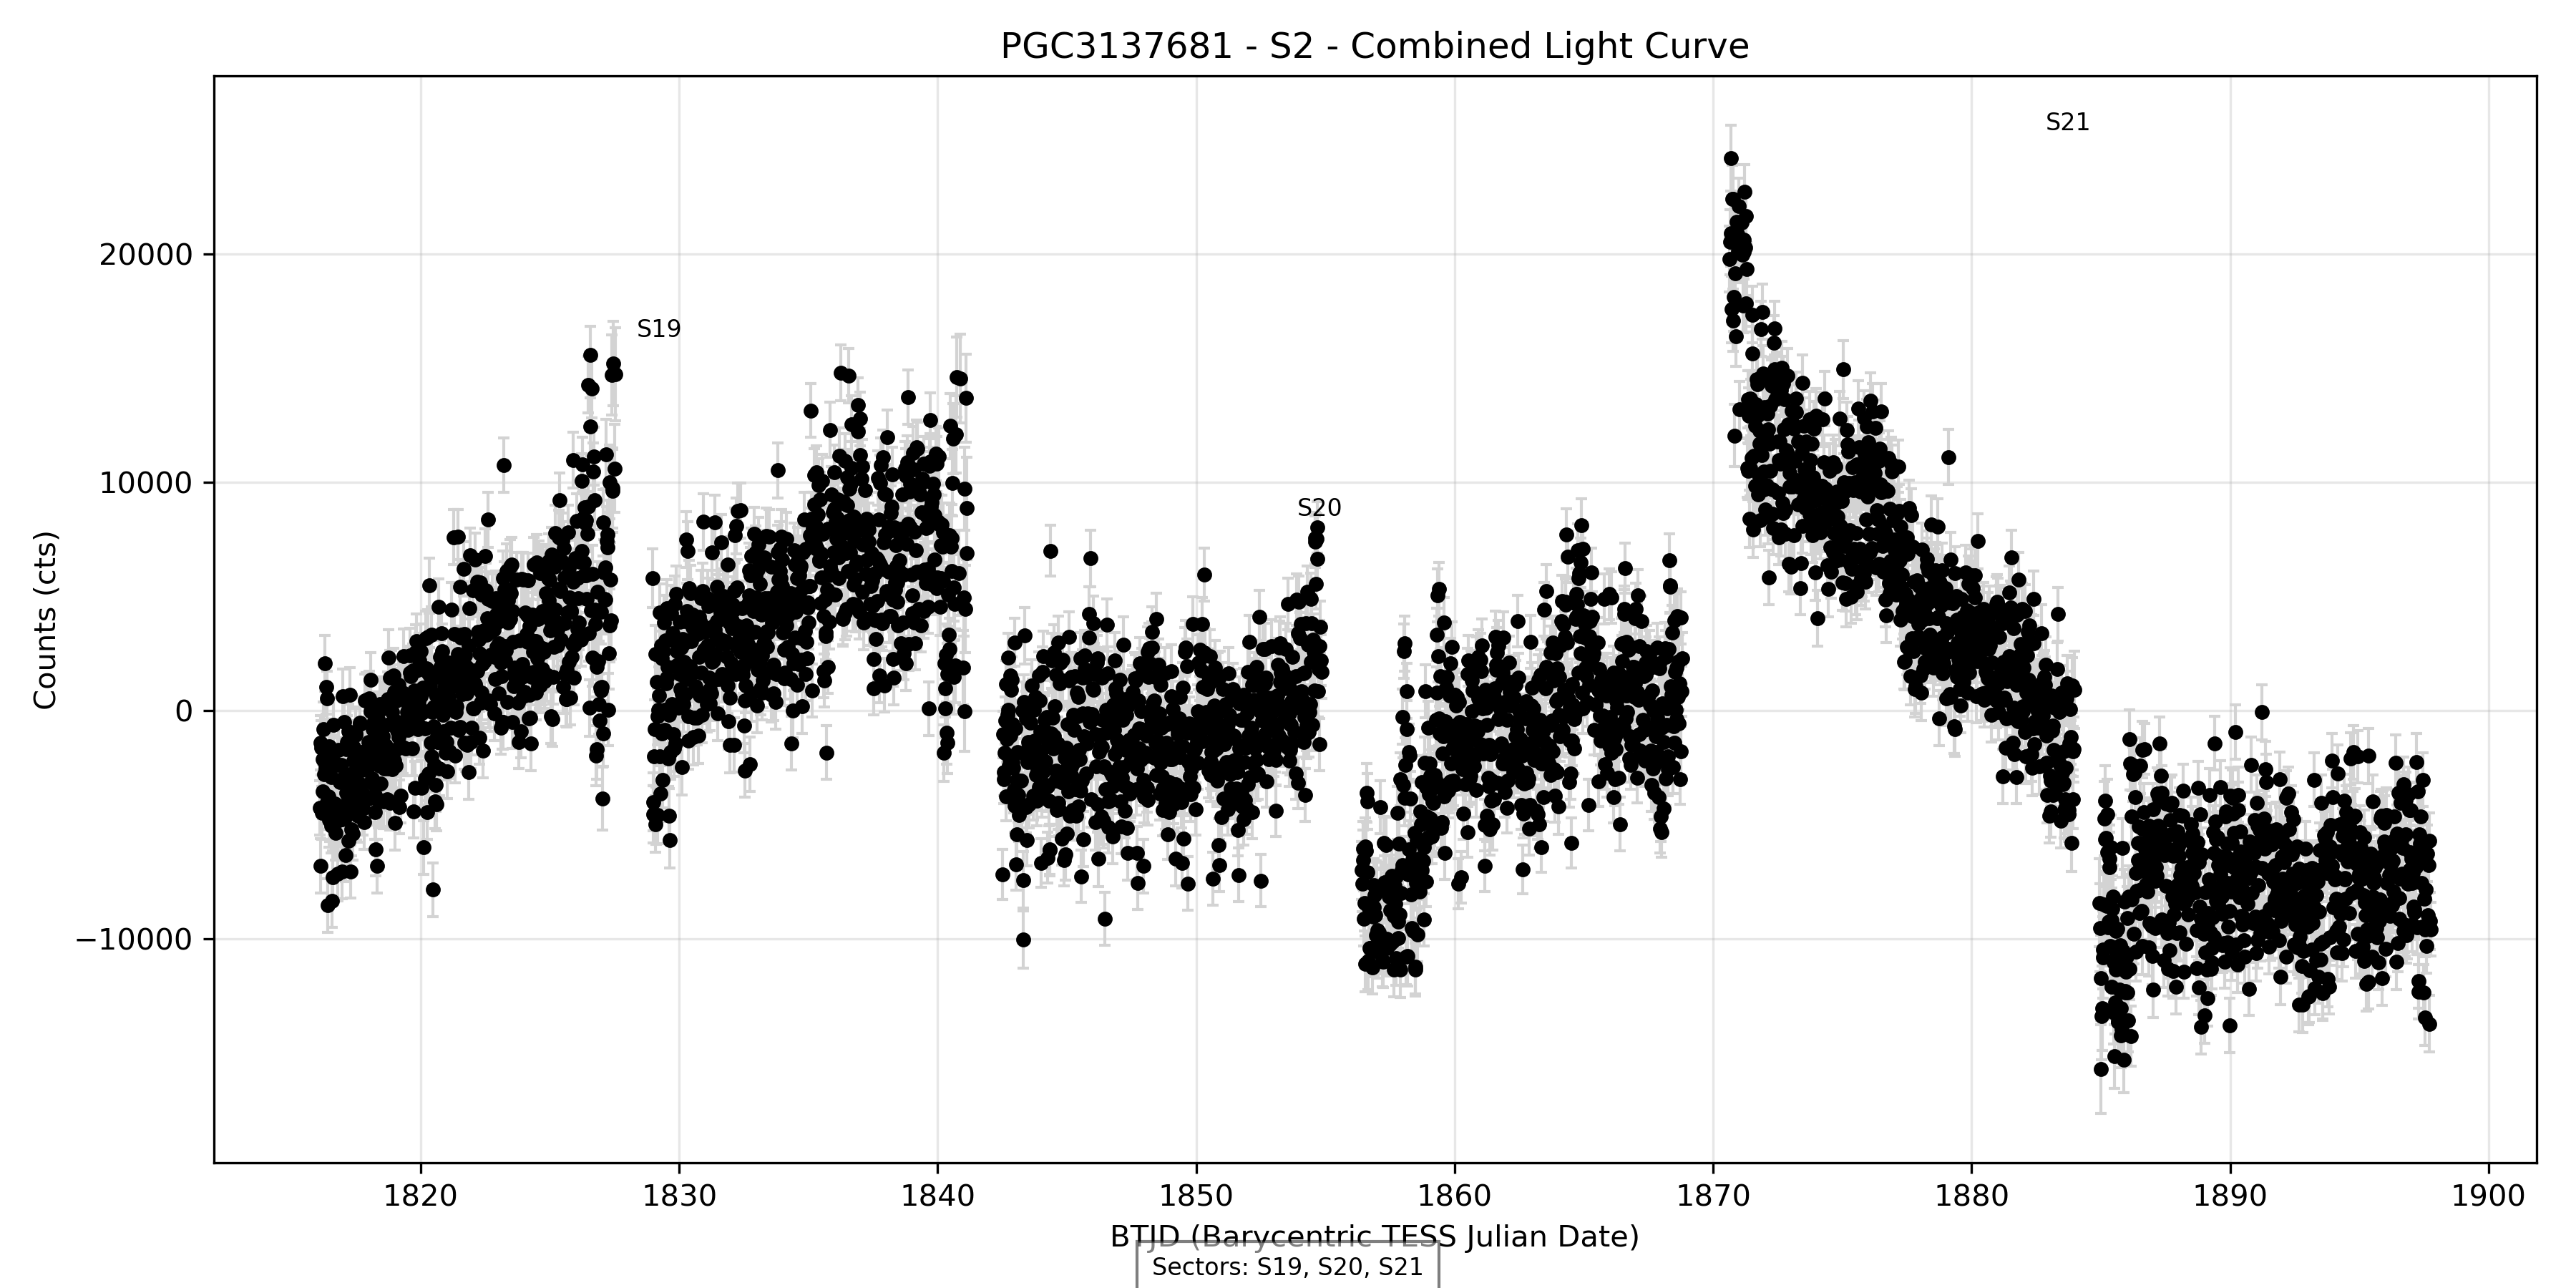 PGC3137681 - S2 - Combined Light Curve
S21
S19
S20
Counts (cts)
20000
10000
0
−10000
1820 1830 1840 1850 1860 1870 1880 1890 1900
BTJD (Barycentric TESS Julian Date)
Sectors: S19, S20, S21